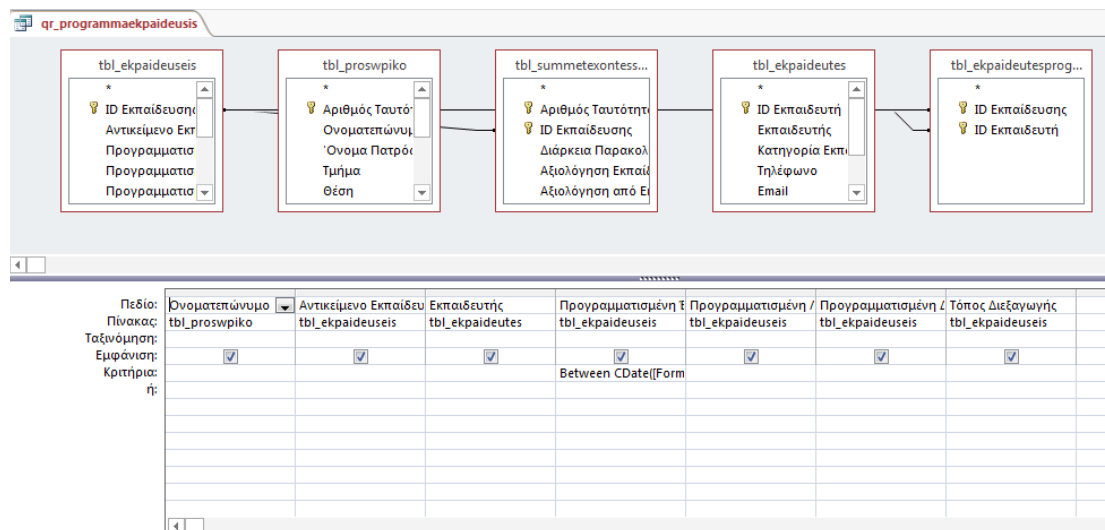 qr_programmaekpaideusis
tbl_ekpaideuseis
*
ID Εκπαίδευσης
Αντικείμενο Εκπ
Προγραμματισ
Προγραμματισ
Προγραμματισ
tbl_proswpiko
*
Αριθμός Ταυτότ
Ονοματεπώνυμ
Όνομα Πατρός
Τμήμα
Θέση
tbl_summetexontess...
*
Αριθμός Ταυτότητ
ID Εκπαίδευσης
Διάρκεια Παρακολ
Αξιολόγηση Εκπαίδ
Αξιολόγηση από Ε
tbl_ekpaideutes
*
ID Εκπαιδευτή
Εκπαιδευτής
Κατηγορία Εκπ
Τηλέφωνο
Email
tbl_ekpaideutesprog...
*
ID Εκπαίδευσης
ID Εκπαιδευτή
Πεδίο: Ονοματεπώνυμο Αντικείμενο Εκπαίδευ Εκπαιδευτής Προγραμματισμένη Έ Προγραμματισμένη Προγραμματισμένη Δ Τόπος Διεξαγωγής
Πίνακας: tbl_proswpiko tbl_ekpaideuseis tbl_ekpaideutes tbl_ekpaideuseis tbl_ekpaideuseis tbl_ekpaideuseis tbl_ekpaideuseis
Ταξινόμηση:
Εμφάνιση:
Κριτήρια: Between CDate([Form
ή: